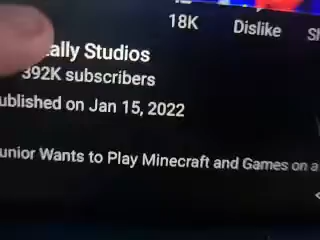 18K Dislike
ally Studios
392K subscribers
ublished on Jan 15, 2022
unior Wants to Play Minecraft and Games on a